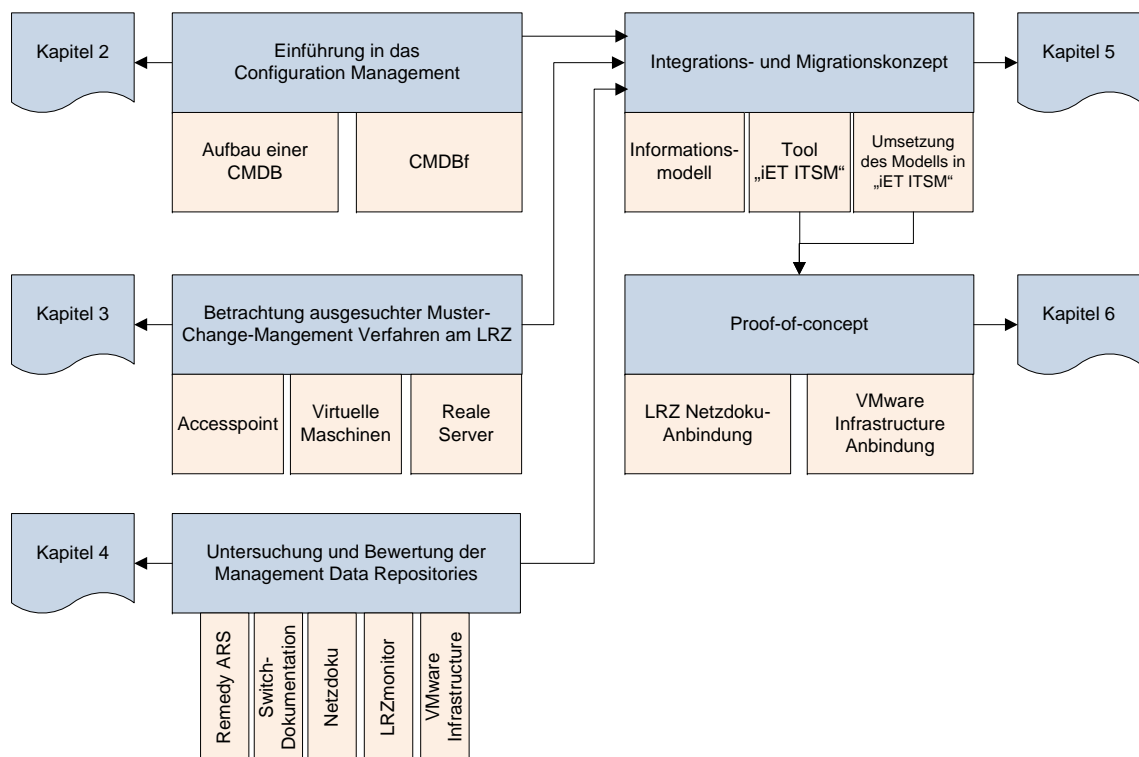 Kapitel 2
Einführung in das
Configuration Management
Aufbau einer
CMDB
CMDBf
Integrations- und Migrationskonzept
Kapitel 5
Informations-
modell
Tool
„iET ITSM“
Umsetzung
des Modells in
„iET ITSM“
Kapitel 3
Betrachtung ausgesuchter Muster-
Change-Mangement Verfahren am LRZ
Accesspoint
Virtuelle
Maschinen
Reale
Server
Proof-of-concept
Kapitel 6
LRZ Netzdoku-
Anbindung
VMware
Infrastructure
Anbindung
Kapitel 4
Untersuchung und Bewertung der
Management Data Repositories
Remedy ARS
Switch-
Dokumentation
Netzdoku
LRZmonitor
VMware
Infrastructure